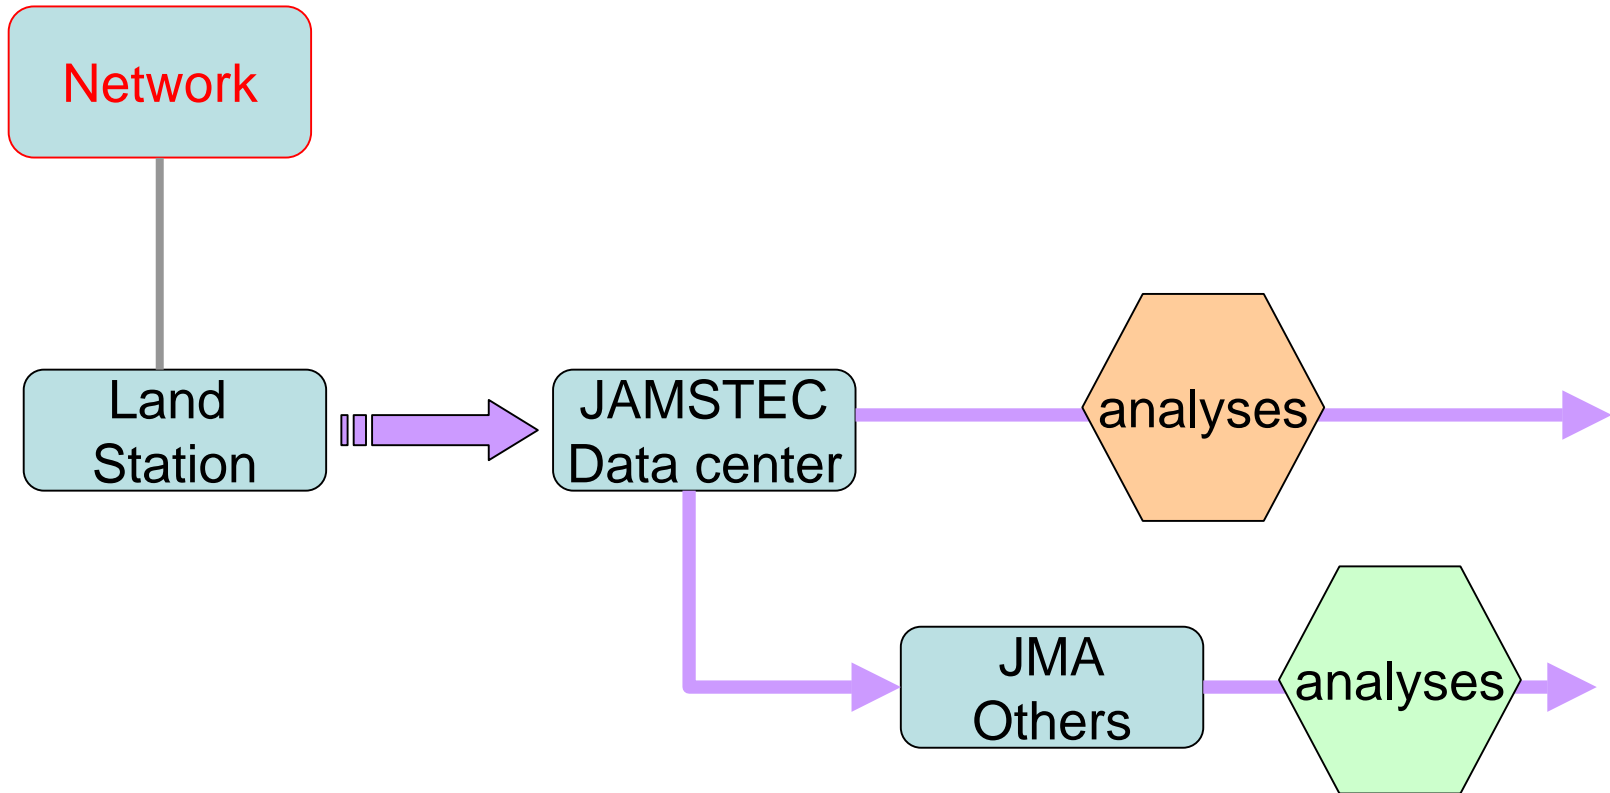 Network
Land
Station
JAMSTEC
Data center
analyses
JMA
Others
analyses